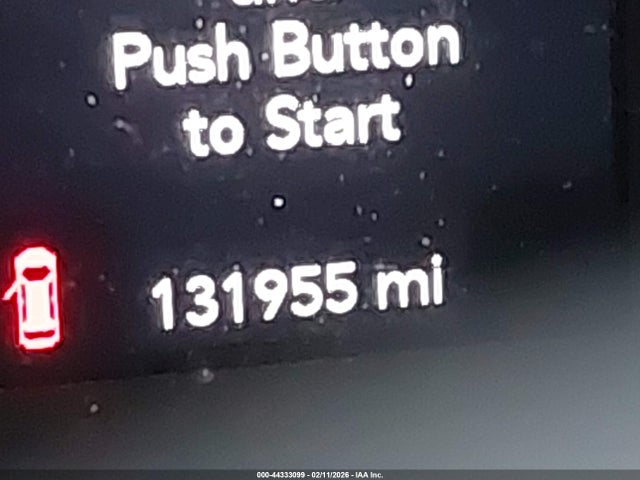 Push Button
to Start
131955 mi
000-44333099 - 02/11/2026 - IAA Inc.